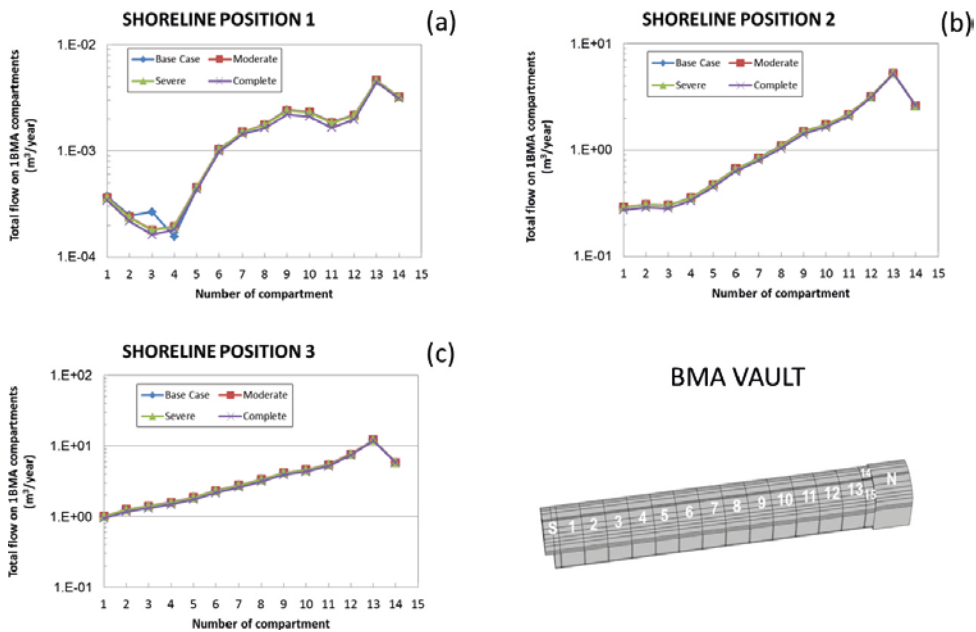 SHORELINE POSITION 1
(a)
Total flow on 1BMA compartments
(m³/year)
1.E-02
1.E-03
1.E-04
Base Case
Moderate
Severe
Complete
1 2 3 4 5 6 7 8 9 10 11 12 13 14 15
Number of compartment
SHORELINE POSITION 2
(b)
Total flow on 1BMA compartments
(m³/year)
1.E+01
1.E+00
1.E-01
Base Case
Moderate
Severe
Complete
1 2 3 4 5 6 7 8 9 10 11 12 13 14 15
Number of compartment
SHORELINE POSITION 3
(c)
Total flow on 1BMA compartments
(m³/year)
1.E+02
1.E+01
1.E+00
1.E-01
Base Case
Moderate
Severe
Complete
1 2 3 4 5 6 7 8 9 10 11 12 13 14 15
Number of compartment
BMA VAULT
S 1 2 3 4 5 6 7 8 9 10 11 12 13 14 15 N